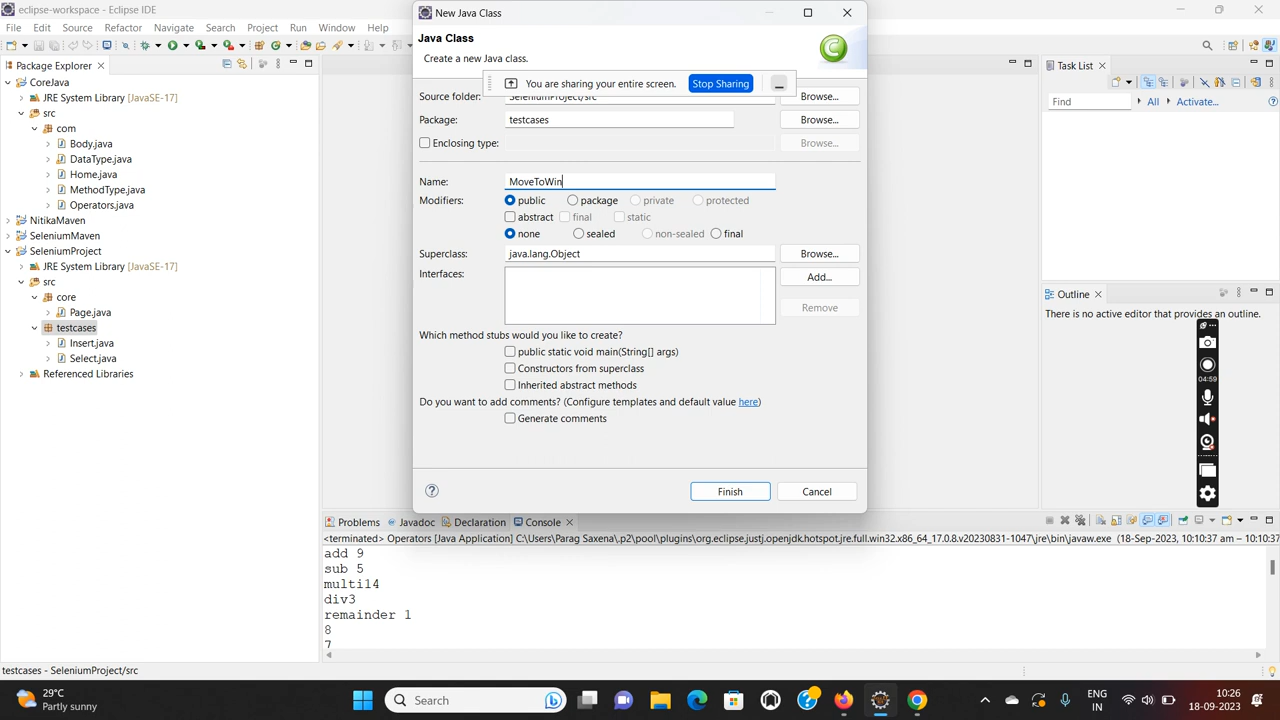 eclipse-workspace - Eclipse IDE
File Edit Source Refactor Navigate Search Project Run Window Help
Package Explorer
CoreJava
JRE System Library [JavaSE-17]
src
com
Body.java
DataType.java
Home.java
MethodType.java
Operators.java
NitikaMaven
SeleniumMaven
SeleniumProject
JRE System Library [JavaSE-17]
src
core
Page.java
testcases
Insert.java
Select.java
Referenced Libraries
New Java Class
Java Class
Create a new Java class.
You are sharing your entire screen. Stop Sharing
Source folder: SeleniumProject/src Browse...
Package: testcases Browse...
Enclosing type: Browse...
Name: MoveToWin
Modifiers: public package private protected
abstract final static
none sealed non-sealed final
Superclass: java.lang.Object Browse...
Interfaces: Add...
Remove
Which method stubs would you like to create?
public static void main(String[] args)
Constructors from superclass
Inherited abstract methods
Do you want to add comments? (Configure templates and default value here)
Generate comments
? Finish Cancel
Task List
Find All Activate...
Outline
There is no active editor that provides an outline.
04:59
Problems Javadoc Declaration Console
<terminated> Operators [Java Application] C:\Users\Parag Saxena\.p2\pool\plugins\org.eclipse.justj.openjdk.hotspot.jre.full.win32.x86_64_17.0.8.v20230831-1047\jre\bin\javaw.exe (18-Sep-2023, 10:10:37 am – 10:10:37
add 9
sub 5
multi14
div3
remainder 1
8
7
testcases - SeleniumProject/src
29°C
Partly sunny
Search
ENG
IN
10:26
18-09-2023